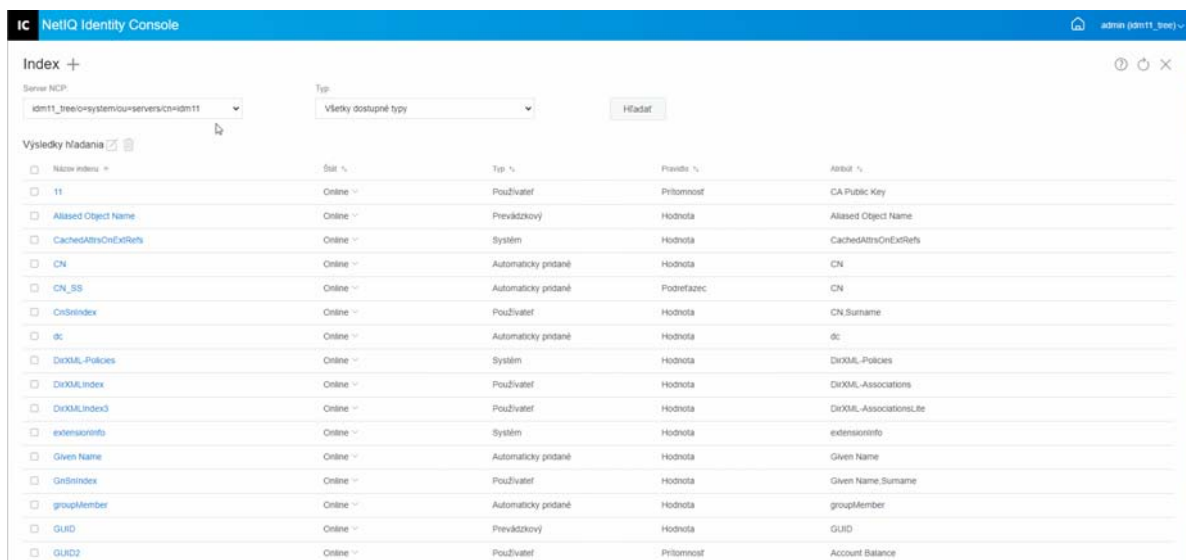 IC NetIQ Identity Console admin (idm11_tree)
Index
Server NCP: Typ:
idm11_tree/o=system/ou=servers/cn=idm11 Všetky dostupné typy Hľadať
Výsledky hľadania
Názov indexu Štát Typ Pravidlo Atribút
11 Online Používateľ Prítomnosť CA Public Key
Aliased Object Name Online Prevádzkový Hodnota Aliased Object Name
CachedAttrsOnExtRefs Online Systém Hodnota CachedAttrsOnExtRefs
CN Online Automaticky pridané Hodnota CN
CN_SS Online Automaticky pridané Podreťazec CN
CnSnIndex Online Používateľ Hodnota CN,Surname
dc Online Automaticky pridané Hodnota dc
DirXML-Policies Online Systém Hodnota DirXML-Policies
DirXMLIndex Online Používateľ Hodnota DirXML-Associations
DirXMLIndex3 Online Používateľ Hodnota DirXML-AssociationsLite
extensionInfo Online Systém Hodnota extensionInfo
Given Name Online Automaticky pridané Hodnota Given Name
GnSnIndex Online Používateľ Hodnota Given Name,Surname
groupMember Online Automaticky pridané Hodnota groupMember
GUID Online Prevádzkový Hodnota GUID
GUID2 Online Používateľ Prítomnosť Account Balance